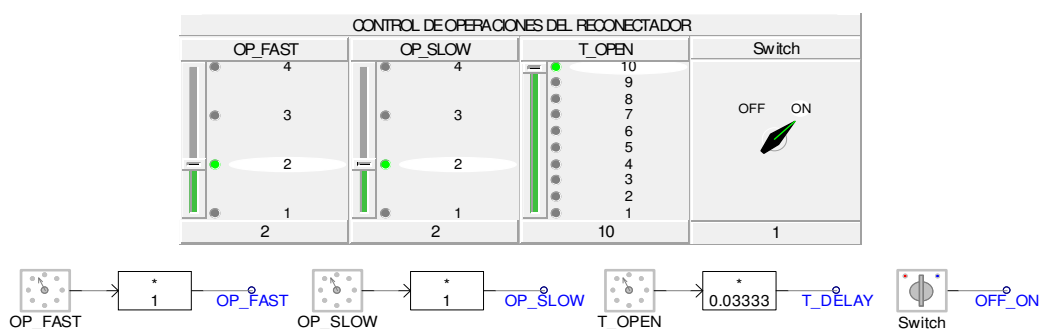 CONTROL DE OPERACIONES DEL RECONECTADOR
OP_FAST OP_SLOW T_OPEN Switch
4 4 10
9
3 3 8
7
OFF ON
6
5
2 2 4
3
2
1 1 1
2 2 10 1
* * *
1 OP_FAST 1 OP_SLOW 0.03333 T_DELAY OFF_ON
OP_FAST OP_SLOW T_OPEN Switch